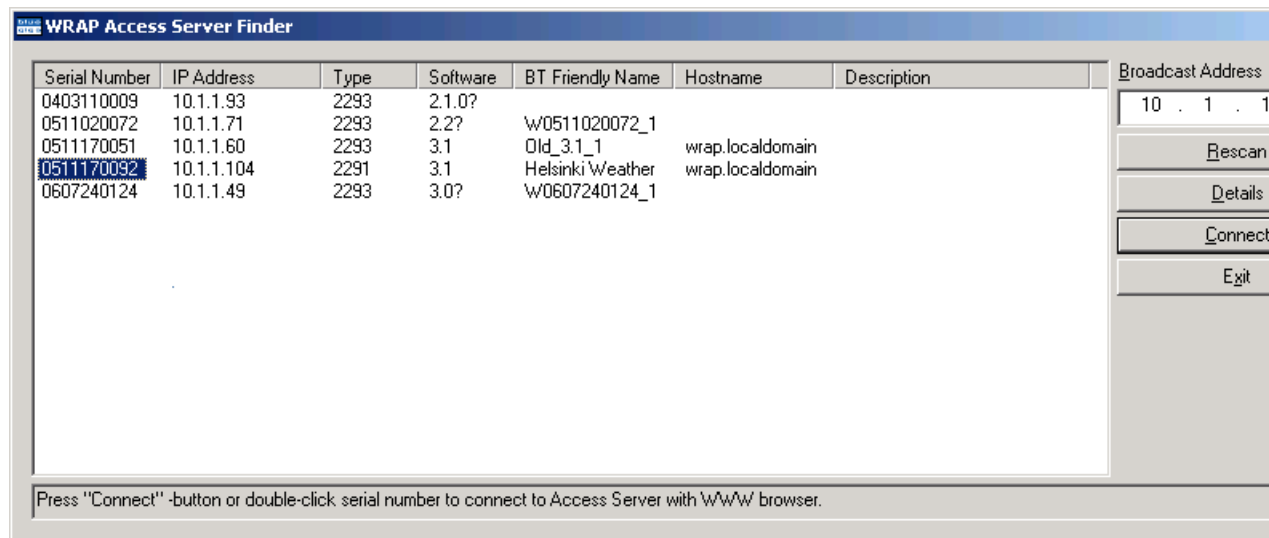 WRAP Access Server Finder
Serial Number IP Address Type Software BT Friendly Name Hostname Description
0403110009 10.1.1.93 2293 2.1.0?
0511020072 10.1.1.71 2293 2.2? W0511020072_1
0511170051 10.1.1.60 2293 3.1 Old_3.1_1 wrap.localdomain
0511170092 10.1.1.104 2291 3.1 Helsinki Weather wrap.localdomain
0607240124 10.1.1.49 2293 3.0? W0607240124_1
Broadcast Address
10 . 1 . 1
Rescan
Details
Connect
Exit
Press "Connect" -button or double-click serial number to connect to Access Server with WWW browser.